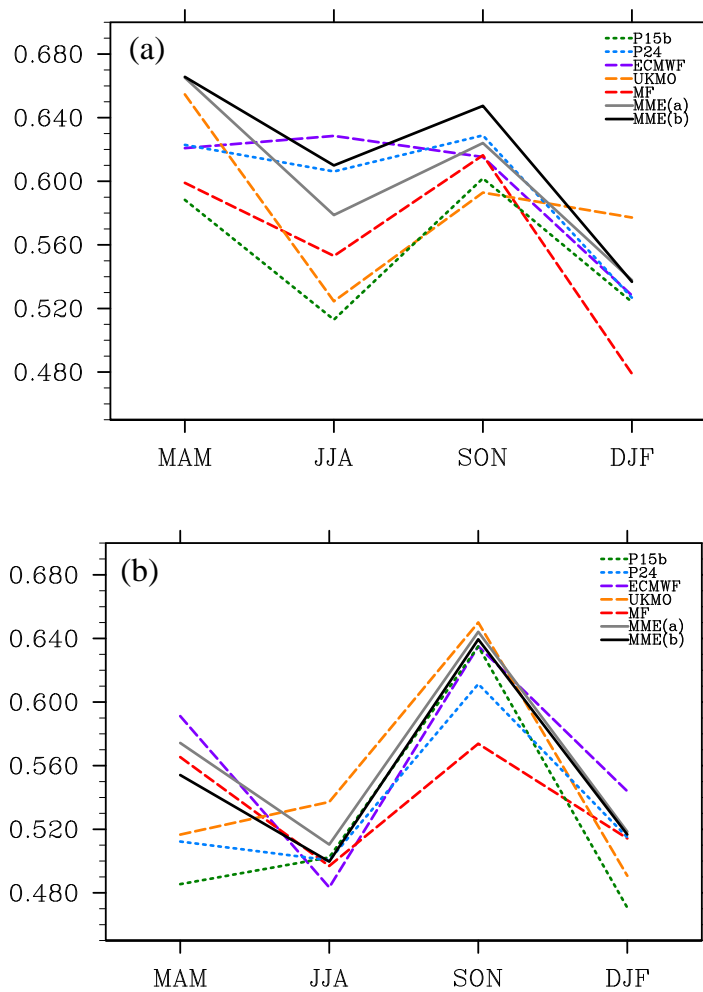 (a)
P15b
P24
ECMWF
UKMO
MF
MME(a)
MME(b)
0.680
0.640
0.600
0.560
0.520
0.480
MAM JJA SON DJF
(b)
P15b
P24
ECMWF
UKMO
MF
MME(a)
MME(b)
0.680
0.640
0.600
0.560
0.520
0.480
MAM JJA SON DJF